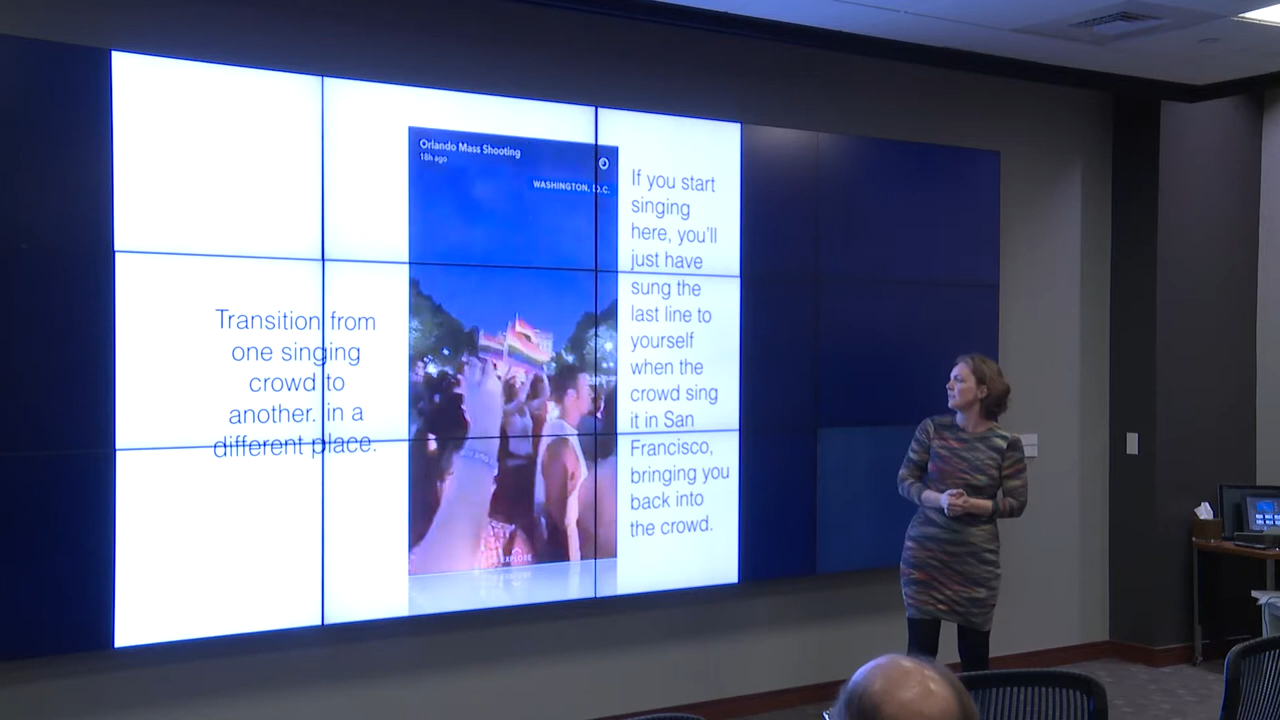 Transition from
one singing
crowd to
another. in a
different place.
Orlando Mass Shooting
18h ago
WASHINGTON, D.C.
EXPLORE
If you start
singing
here, you'll
just have
sung the
last line to
yourself
when the
crowd sing
it in San
Francisco,
bringing you
back into
the crowd.